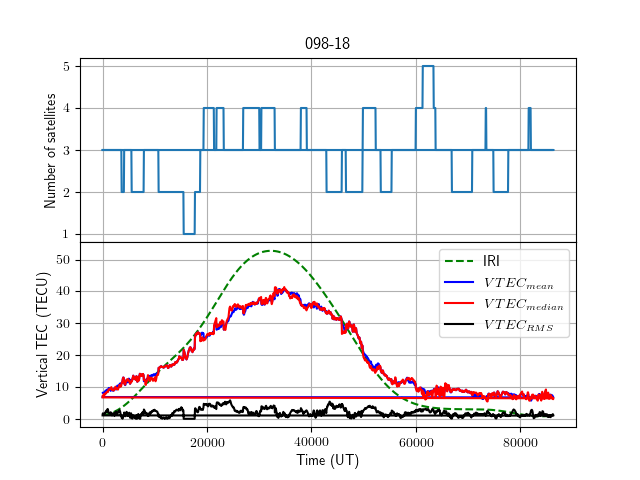 098-18
Number of satellites
5
4
3
2
1
Vertical TEC (TECU)
50
40
30
20
10
0
IRI
VTEC_mean
VTEC_median
VTEC_RMS
0 20000 40000 60000 80000
Time (UT)